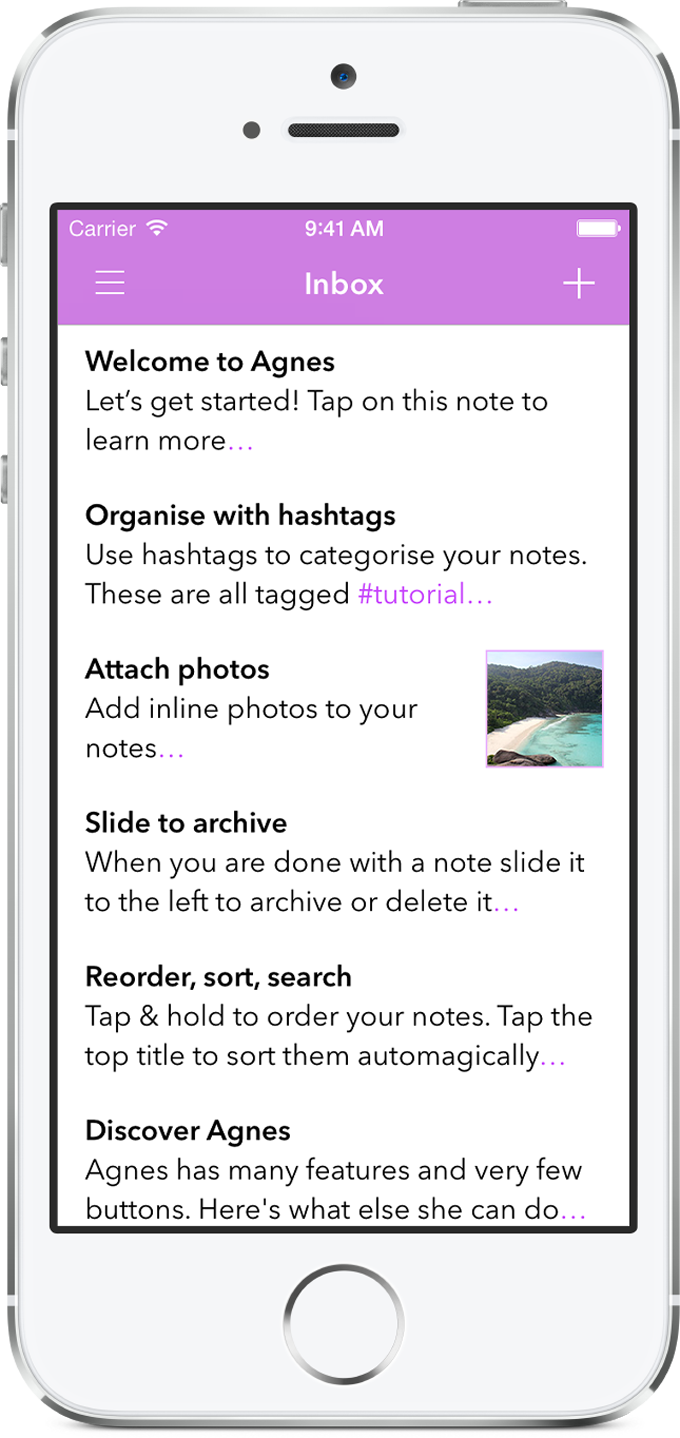 Carrier 9:41 AM
Inbox
Welcome to Agnes
Let’s get started! Tap on this note to
learn more…
Organise with hashtags
Use hashtags to categorise your notes.
These are all tagged #tutorial…
Attach photos
Add inline photos to your
notes…
Slide to archive
When you are done with a note slide it
to the left to archive or delete it…
Reorder, sort, search
Tap & hold to order your notes. Tap the
top title to sort them automagically…
Discover Agnes
Agnes has many features and very few
buttons. Here's what else she can do…